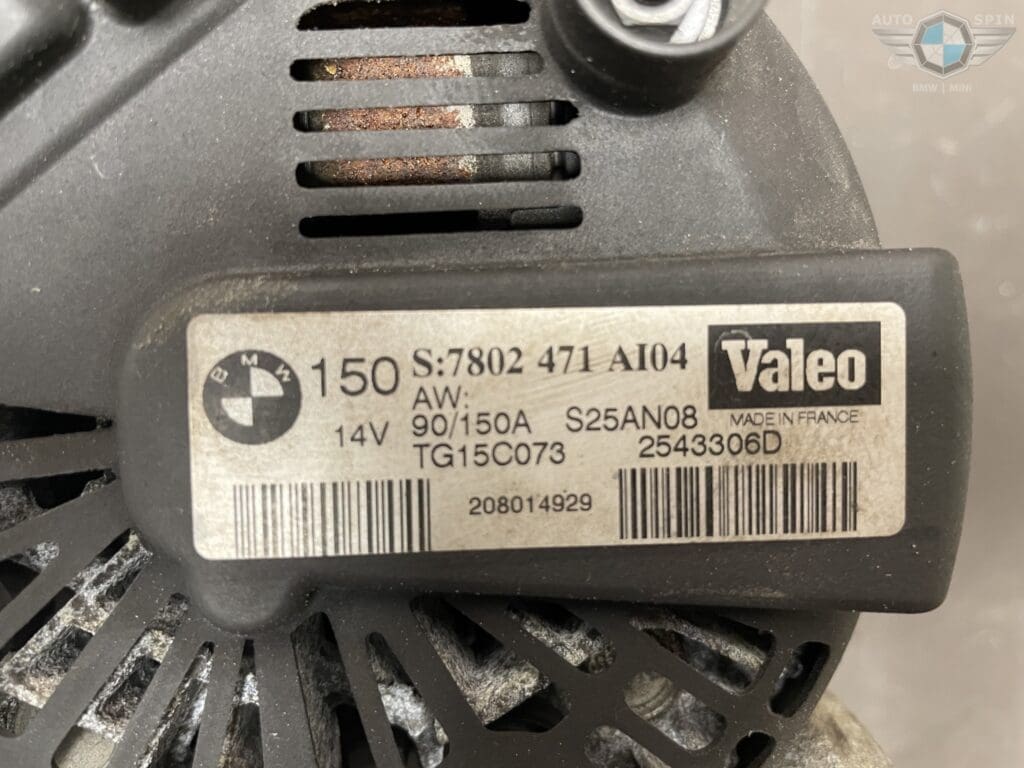 AUTO SPIN
BMW | MINI
BMW
150 S:7802 471 AI04 Valeo
AW:
MADE IN FRANCE
14V 90/150A S25AN08
TG15C073 2543306D
208014929